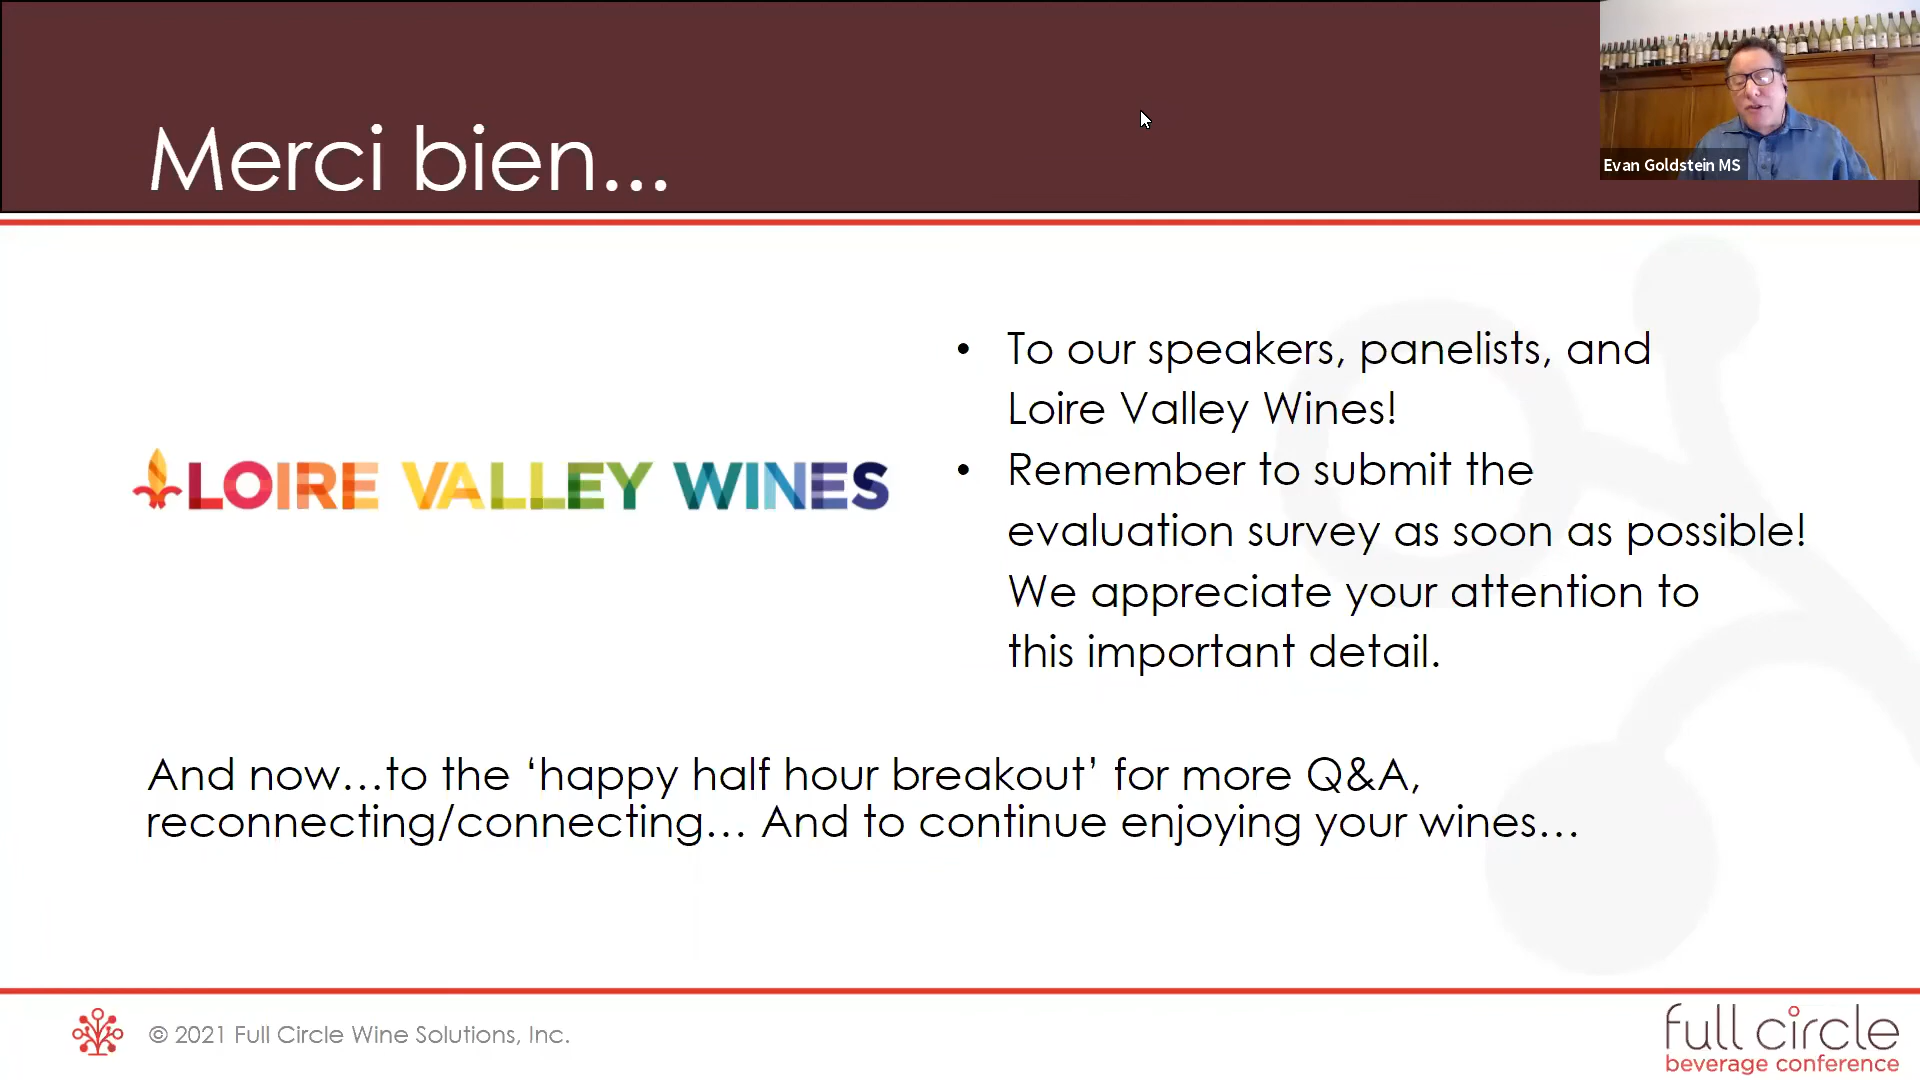 Merci bien...
Evan Goldstein MS
LOIRE VALLEY WINES
• To our speakers, panelists, and
Loire Valley Wines!
• Remember to submit the
evaluation survey as soon as possible!
We appreciate your attention to
this important detail.
And now…to the ‘happy half hour breakout’ for more Q&A,
reconnecting/connecting… And to continue enjoying your wines…
© 2021 Full Circle Wine Solutions, Inc.
full circle
beverage conference